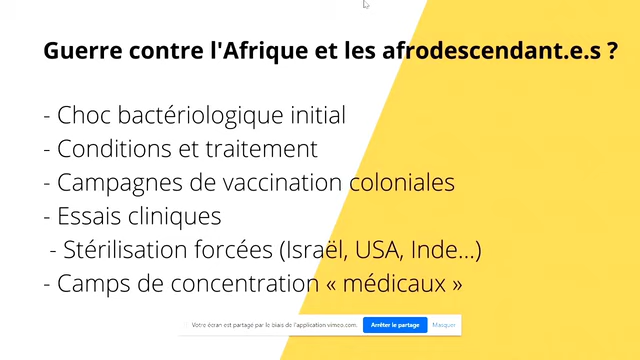 Guerre contre l'Afrique et les afrodescendant.e.s ?
- Choc bactériologique initial
- Conditions et traitement
- Campagnes de vaccination coloniales
- Essais cliniques
- Stérilisation forcées (Israël, USA, Inde...)
- Camps de concentration « médicaux »
Votre écran est partagé par le biais de l'application vimeo.com. Arrêter le partage Masquer